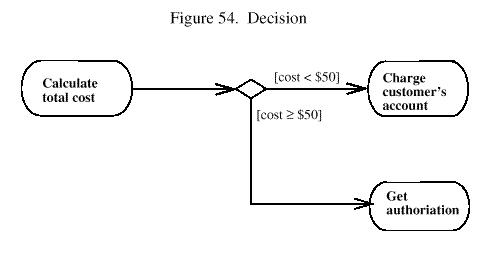 Figure 54. Decision
Calculate
total cost
[cost < $50]
Charge
customer's
account
[cost ≥ $50]
Get
authoriation